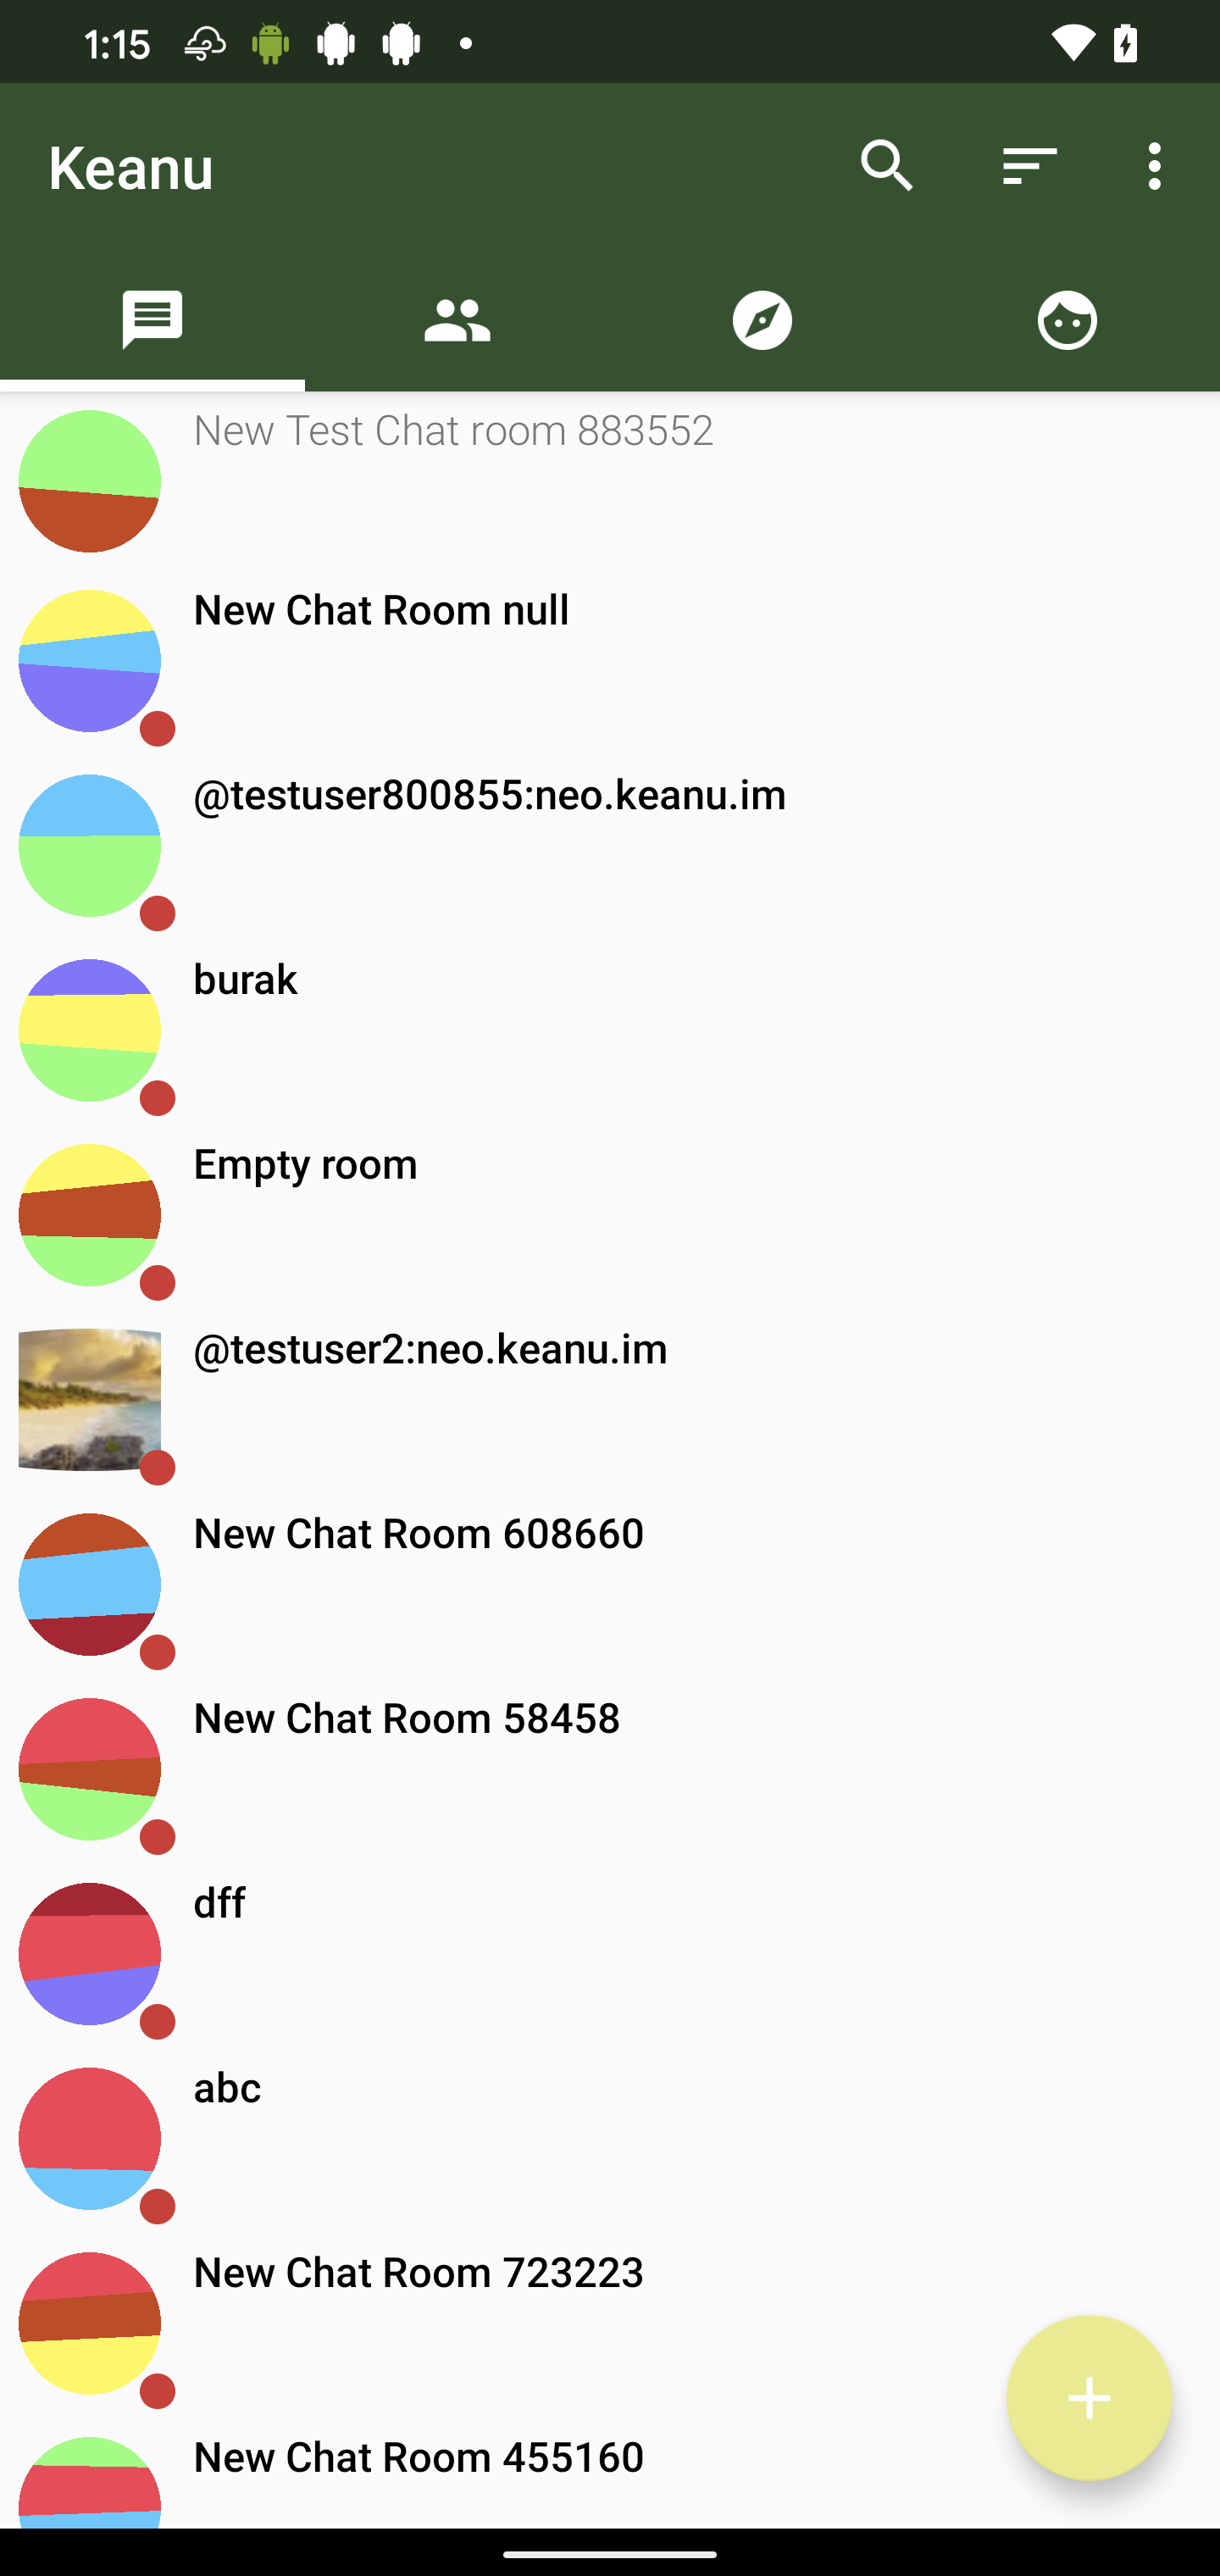 1:15
Keanu
New Test Chat room 883552
New Chat Room null
@testuser800855:neo.keanu.im
burak
Empty room
@testuser2:neo.keanu.im
New Chat Room 608660
New Chat Room 58458
dff
abc
New Chat Room 723223
New Chat Room 455160